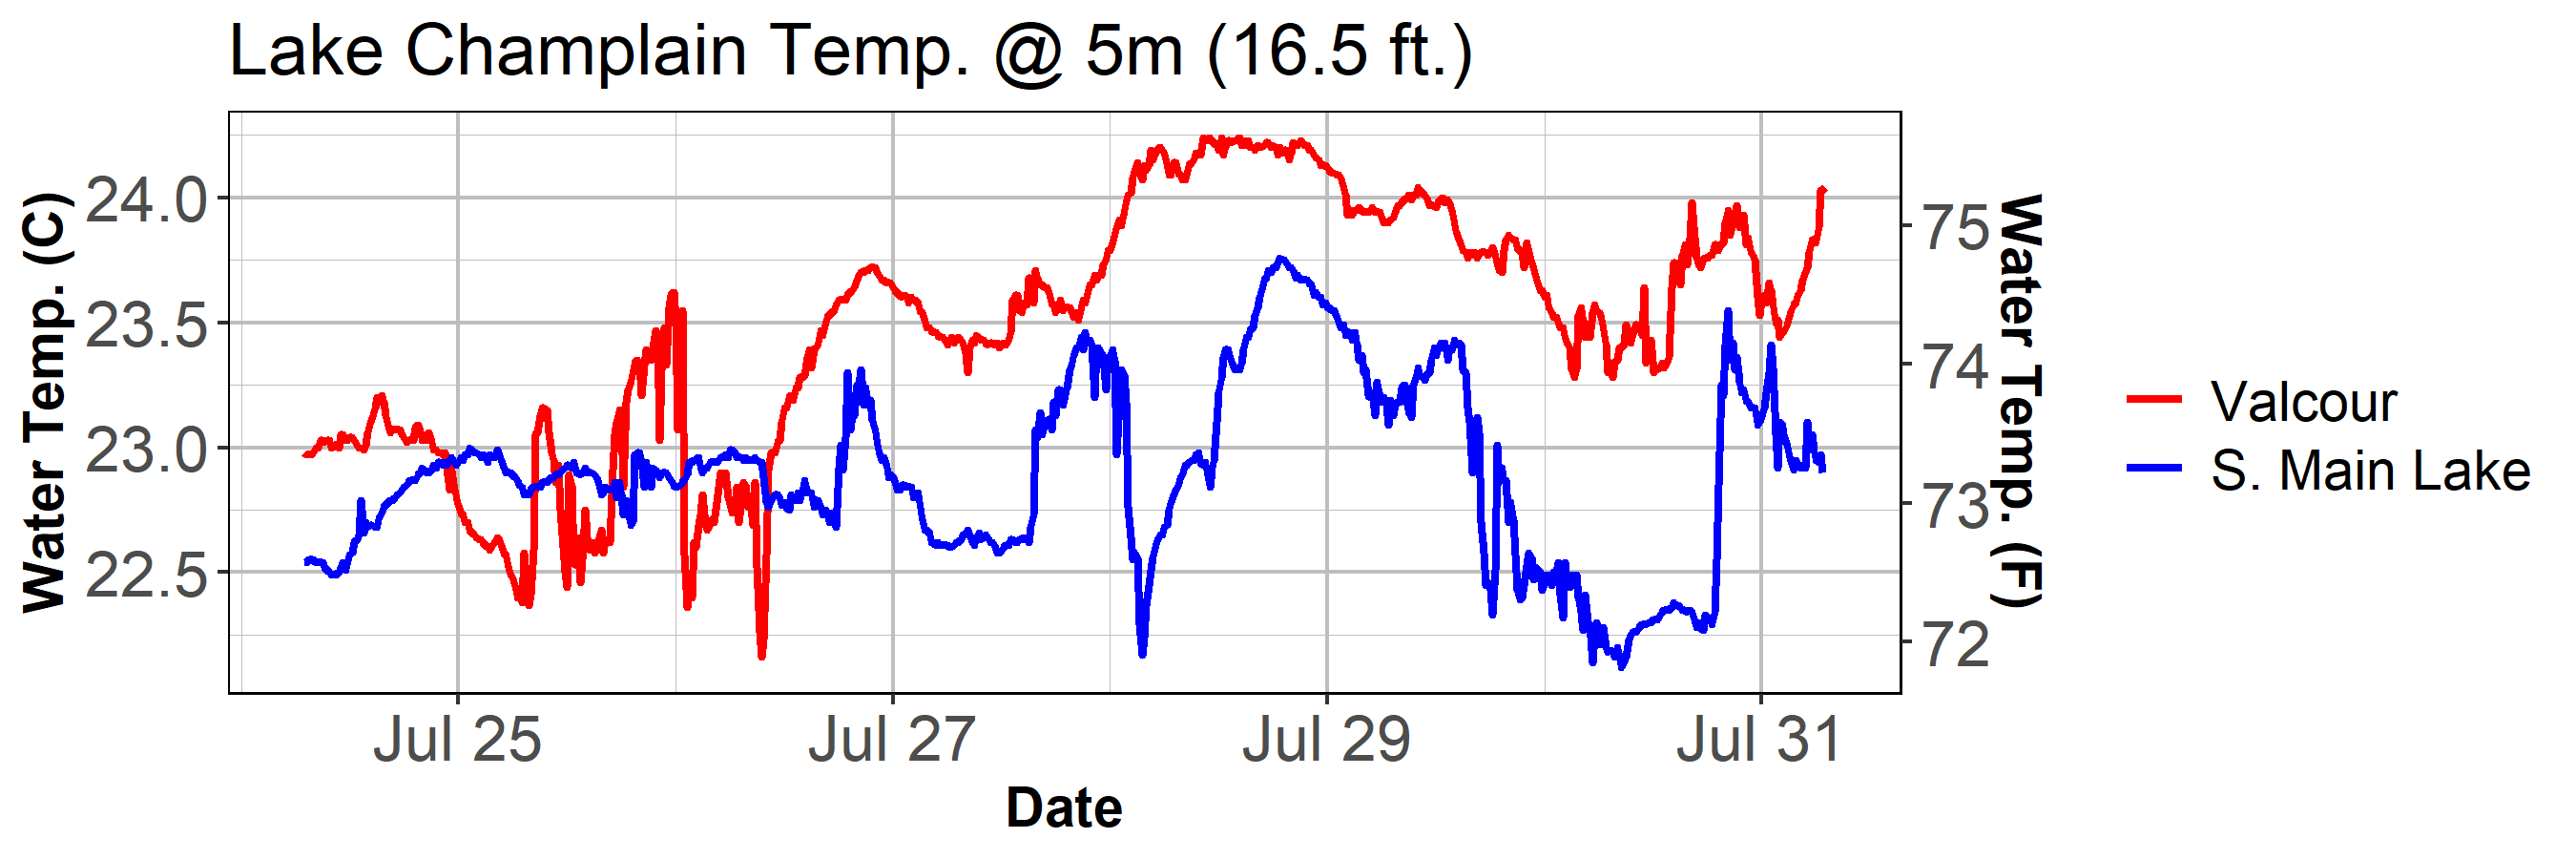 Lake Champlain Temp. @ 5m (16.5 ft.)
Water Temp. (C)
24.0
23.5
23.0
22.5
75
74
73
72
Water Temp. (F)
Jul 25
Jul 27
Jul 29
Jul 31
Date
Valcour
S. Main Lake